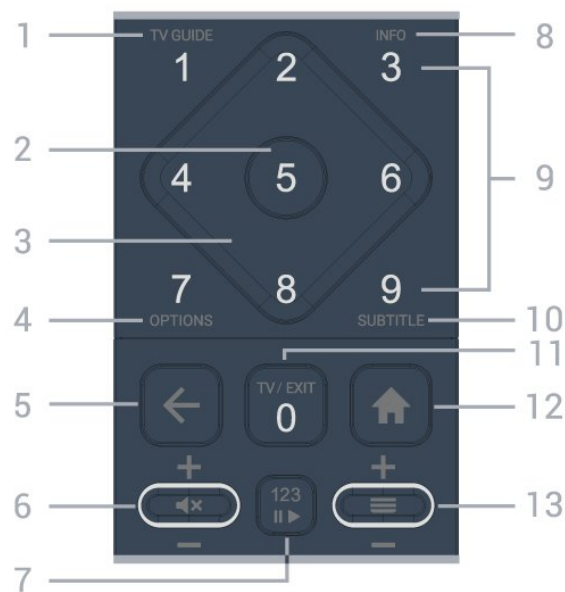 1 TV GUIDE INFO 8
1 2 3
2 4 5 6 9
3
7 8 9
4 OPTIONS SUBTITLE 10
11
5 TV / EXIT 12
0
+ +
6 123 13
− −
7